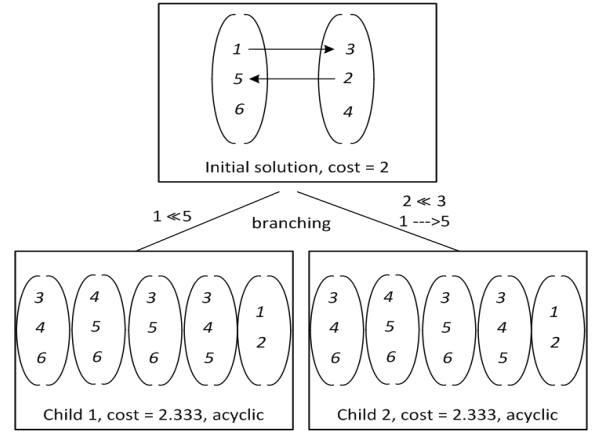 1 3
5 2
6 4
Initial solution, cost = 2
1 ≪5
branching
2 ≪ 3
1 --->5
3 4 3 3 1
4 5 5 4 2
6 6 6 5
Child 1, cost = 2.333, acyclic
3 4 3 3 1
4 5 5 4 2
6 6 6 5
Child 2, cost = 2.333, acyclic